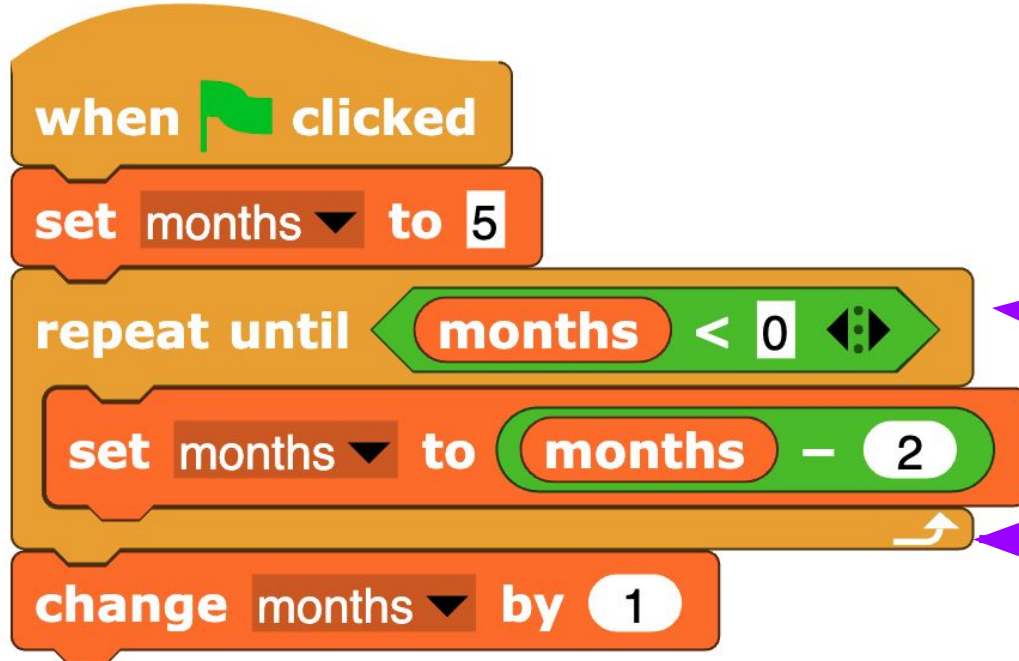 when clicked
set months to 5
repeat until months < 0
set months to months - 2
change months by 1